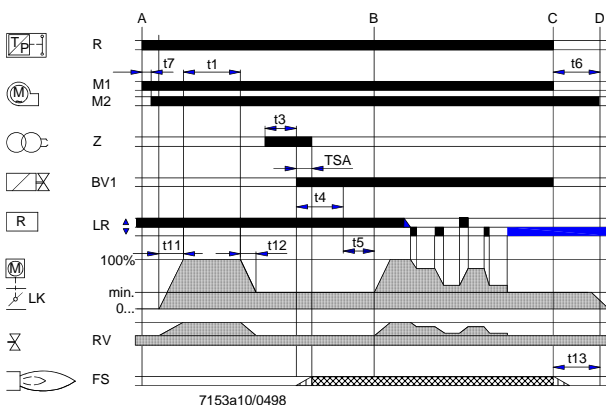 A B C D
R
t7 t1 t6
M1
M2
t3
Z
TSA
BV1
t4
R LR
t11 t12 t5
100%
M
LK
min.
0...
RV
FS t13
7153a10/0498
T P
M